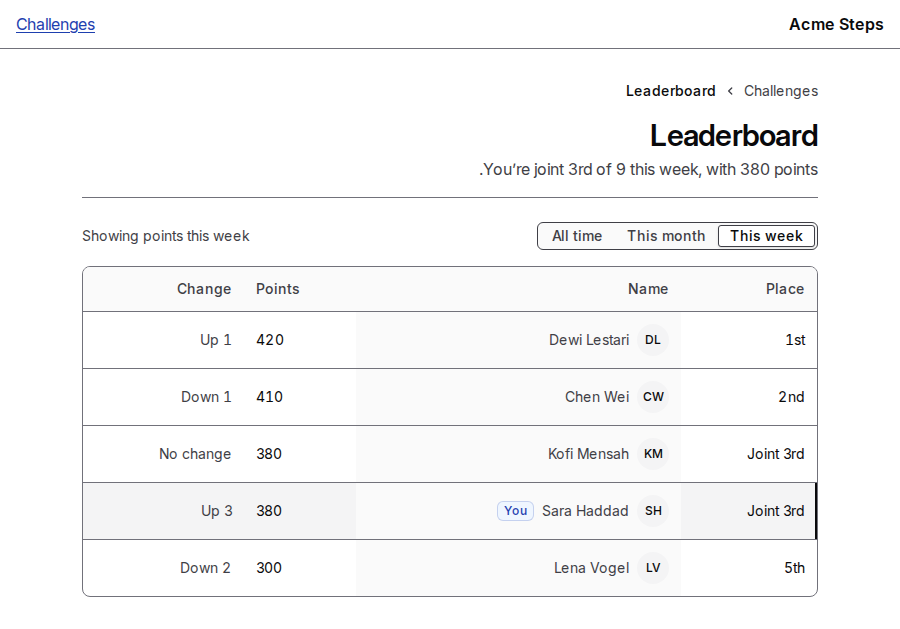 Acme Steps
Challenges
Challenges › Leaderboard
Leaderboard
.You’re joint 3rd of 9 this week, with 380 points
This week This month All time
Showing points this week
Place Name Points Change
1st DL Dewi Lestari 420 Up 1
2nd CW Chen Wei 410 Down 1
Joint 3rd KM Kofi Mensah 380 No change
Joint 3rd SH Sara Haddad You 380 Up 3
5th LV Lena Vogel 300 Down 2